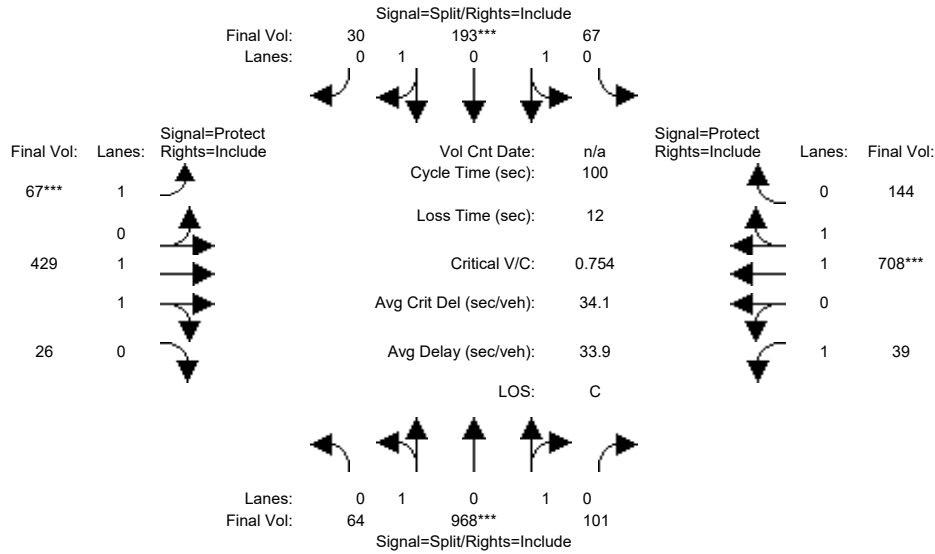 Signal=Split/Rights=Include
Final Vol: 30 193*** 67
Lanes: 0 1 0 1 0
Signal=Protect
Final Vol: Lanes: Rights=Include
Vol Cnt Date: n/a
Signal=Protect
Rights=Include Lanes: Final Vol:
Cycle Time (sec): 100
67*** 1
0 144
Loss Time (sec): 12
0
1
429 1
Critical V/C: 0.754
1 708***
1
Avg Crit Del (sec/veh): 34.1
0
26 0
Avg Delay (sec/veh): 33.9
1 39
LOS: C
Lanes: 0 1 0 1 0
Final Vol: 64 968*** 101
Signal=Split/Rights=Include